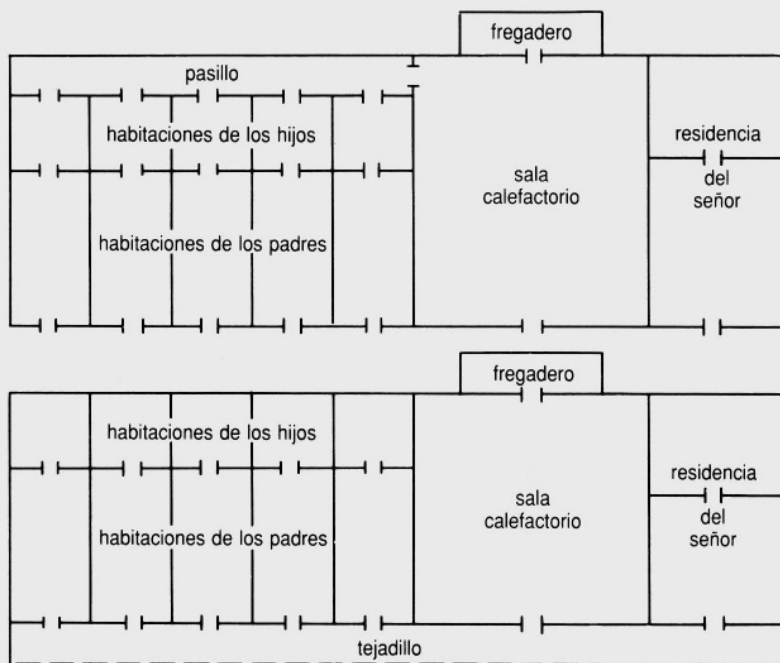 fregadero
pasillo
habitaciones de los hijos
residencia
sala
calefactorio
del
señor
habitaciones de los padres
fregadero
habitaciones de los hijos
residencia
sala
calefactorio
del
señor
habitaciones de los padres
tejadillo